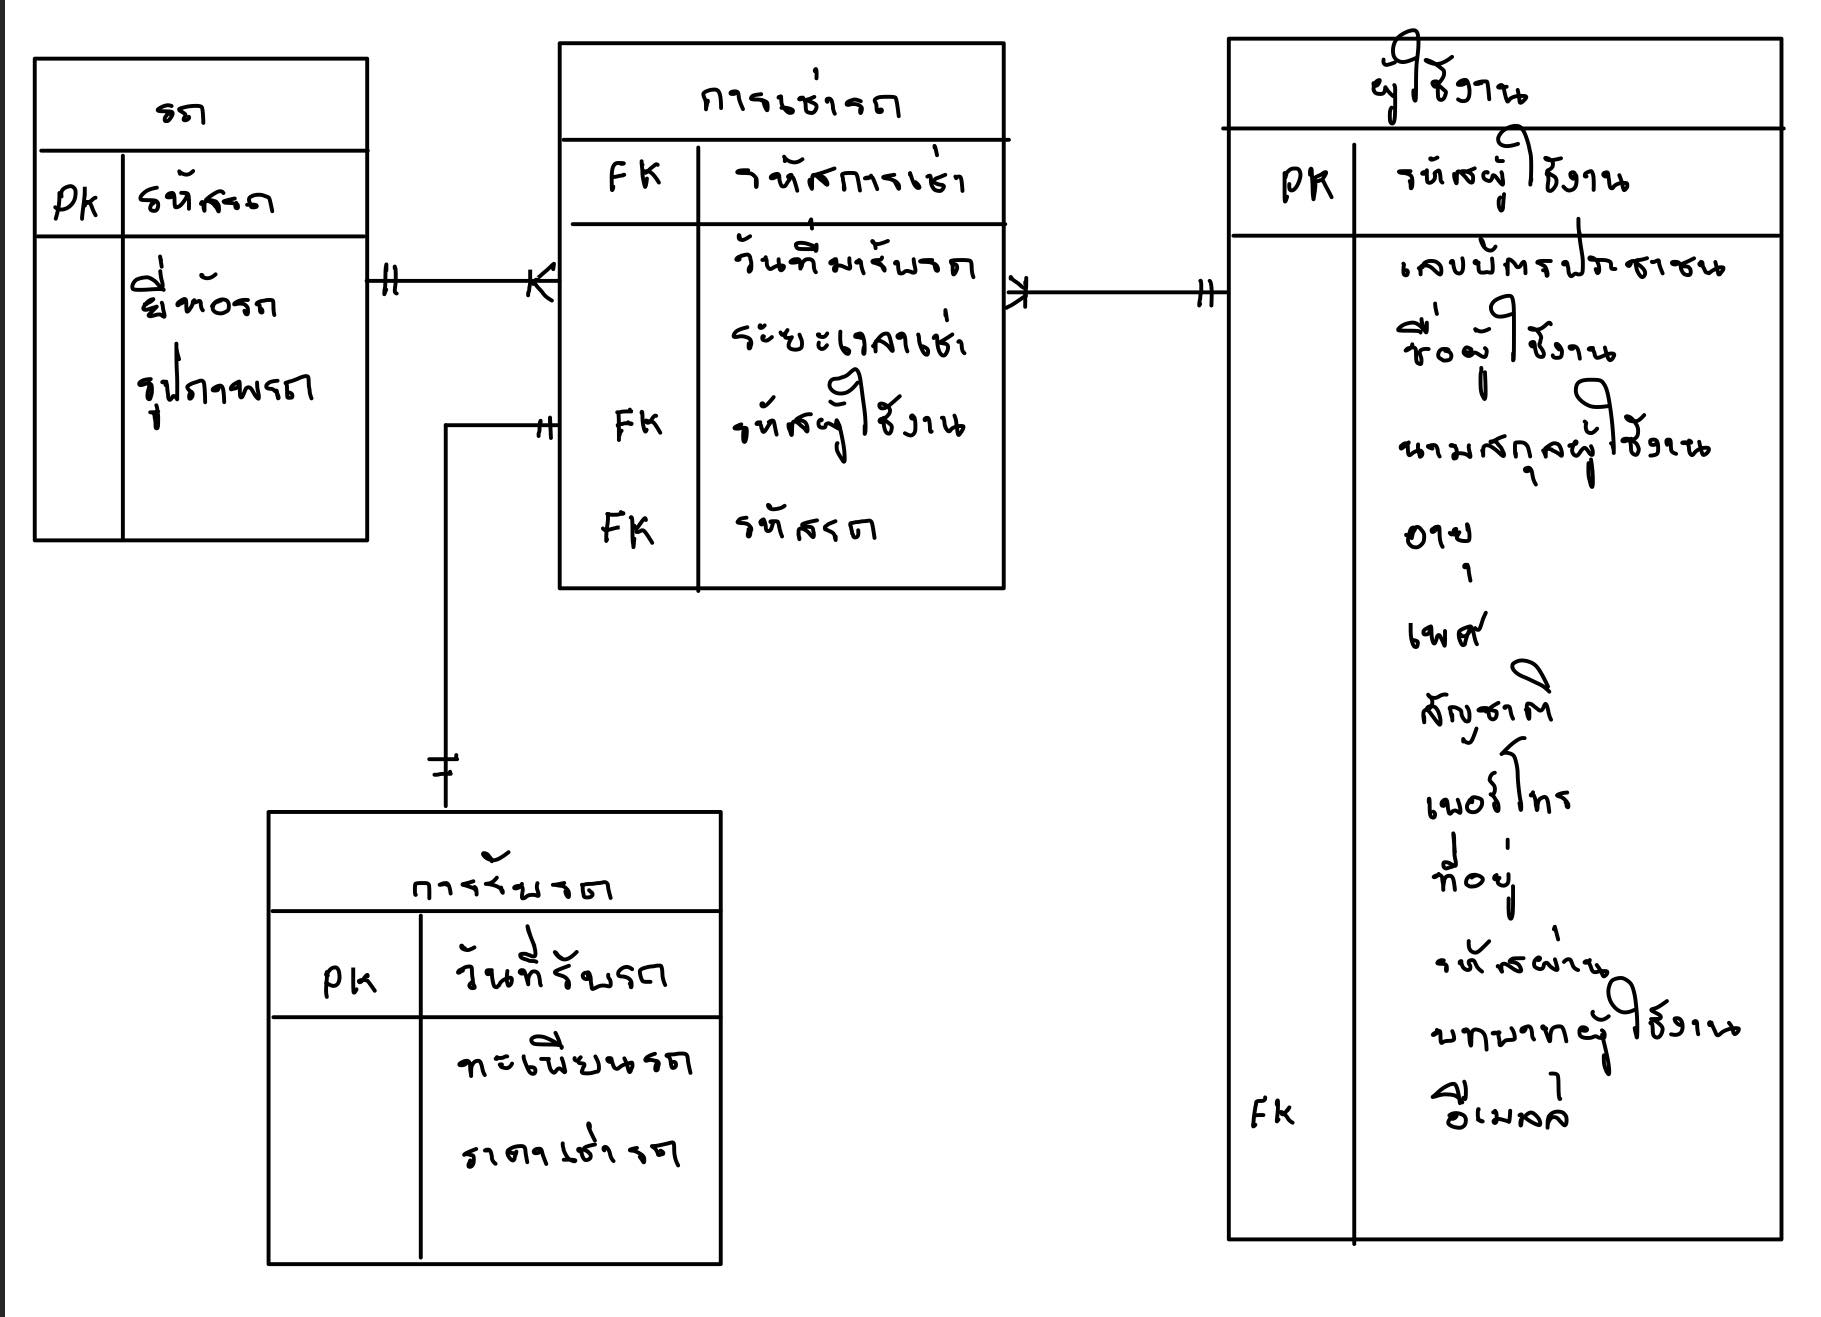 รถ
PK รหัสรถ
ยี่ห้อรถ
รูปภาพรถ
การเช่ารถ
FK รหัสการเช่า
วันที่มารับรถ
ระยะเวลาเช่า
FK รหัสผู้ใช้งาน
FK รหัสรถ
ผู้ใช้งาน
PK รหัสผู้ใช้งาน
เลขบัตรประชาชน
ชื่อผู้ใช้งาน
นามสกุลผู้ใช้งาน
อายุ
เพศ
สัญชาติ
เบอร์โทร
ที่อยู่
รหัสผ่าน
บทบาทผู้ใช้งาน
FK อีเมลล์
การรับรถ
PK วันที่รับรถ
ทะเบียนรถ
ราคาเช่ารถ